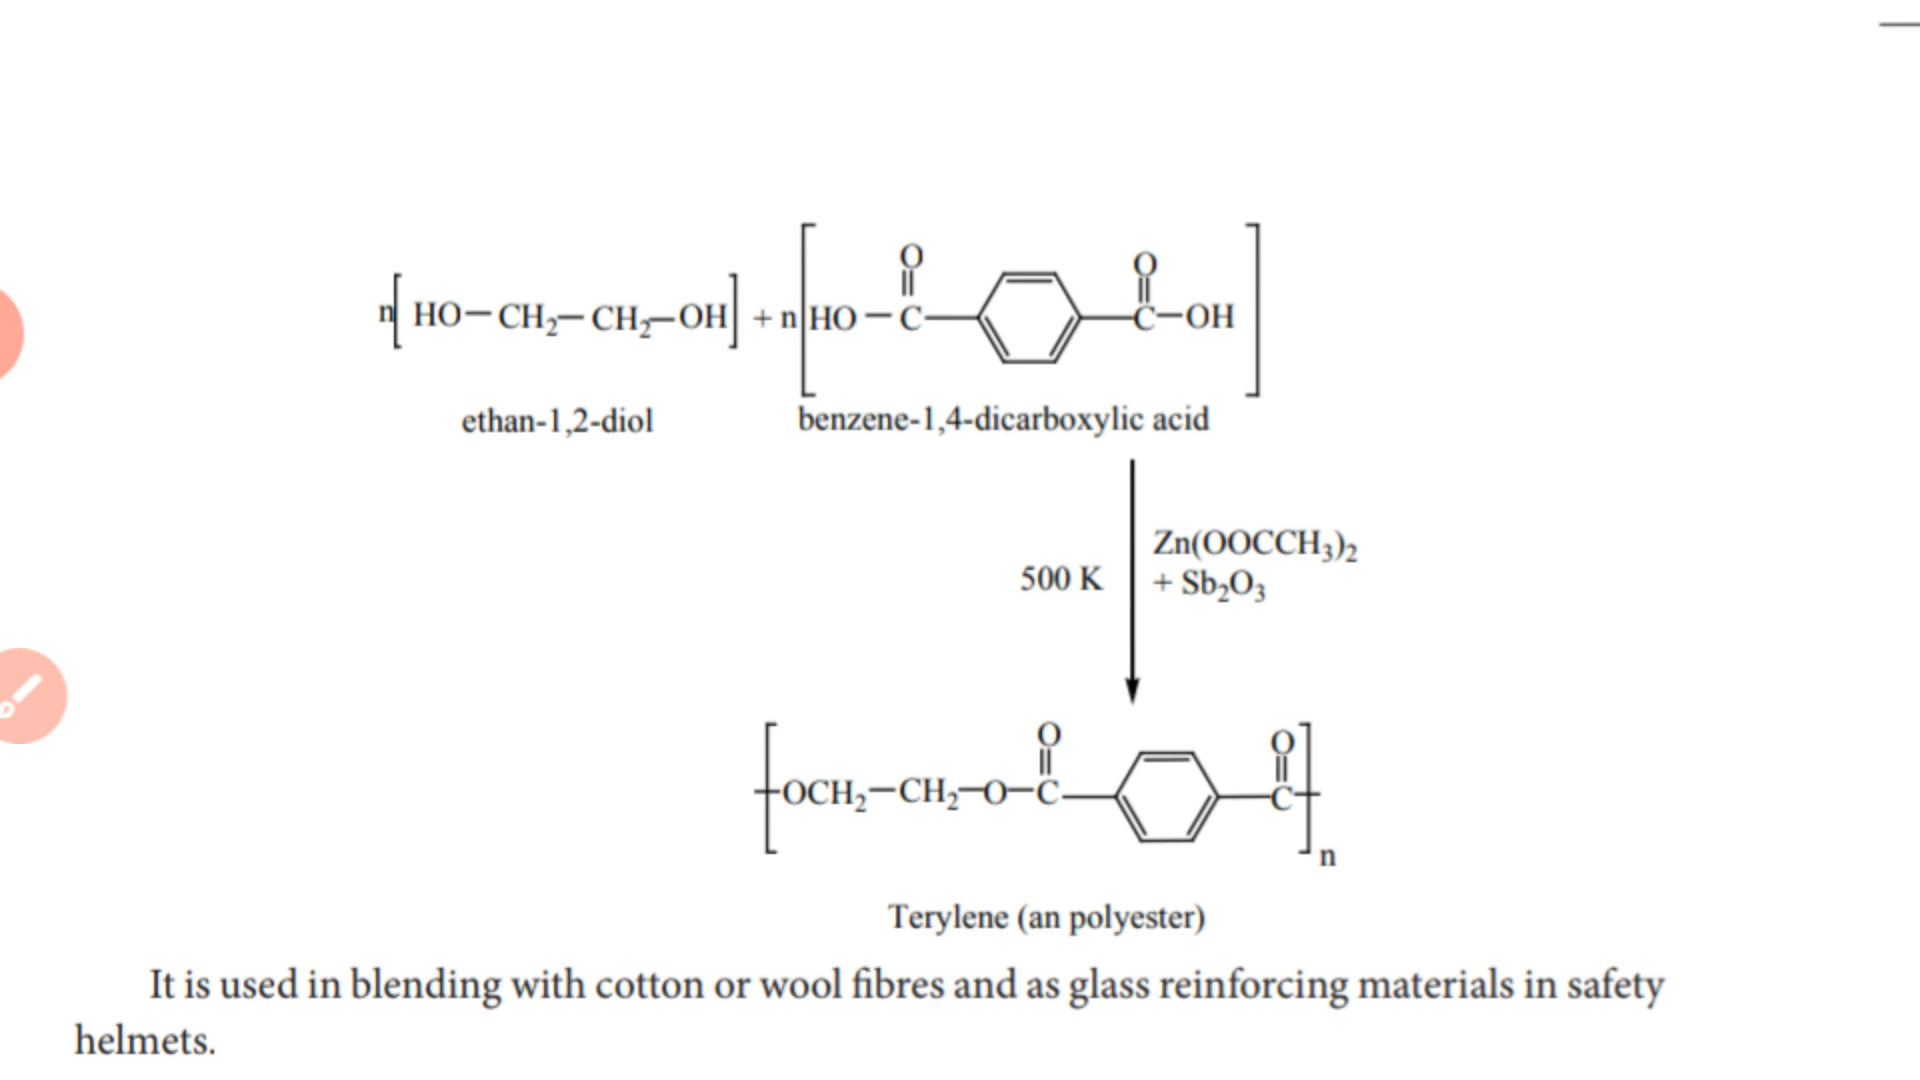 O O
n[ HO—CH₂—CH₂—OH] + n[HO—C— —C—OH]
ethan-1,2-diol benzene-1,4-dicarboxylic acid
Zn(OOCCH₃)₂
500 K + Sb₂O₃
O O
OCH₂—CH₂—O—C— —C
n
Terylene (an polyester)
It is used in blending with cotton or wool fibres and as glass reinforcing materials in safety
helmets.